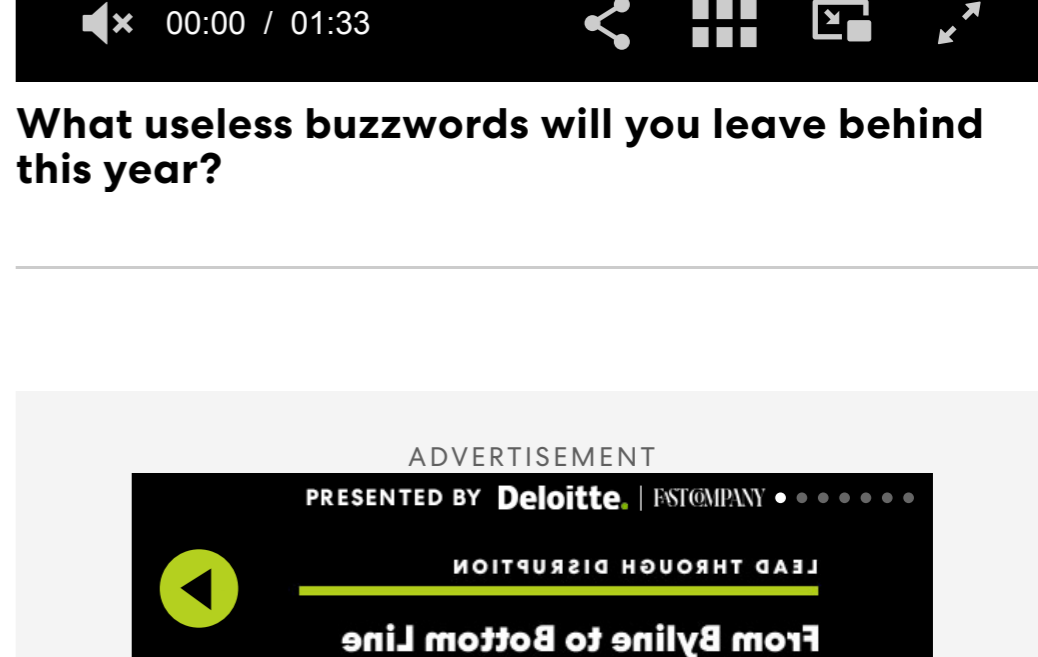 00:00 / 01:33
What useless buzzwords will you leave behind
this year?
ADVERTISEMENT
PRESENTED BY Deloitte. | FAST COMPANY
LEAD THROUGH DISRUPTION
From Byline to Bottom Line